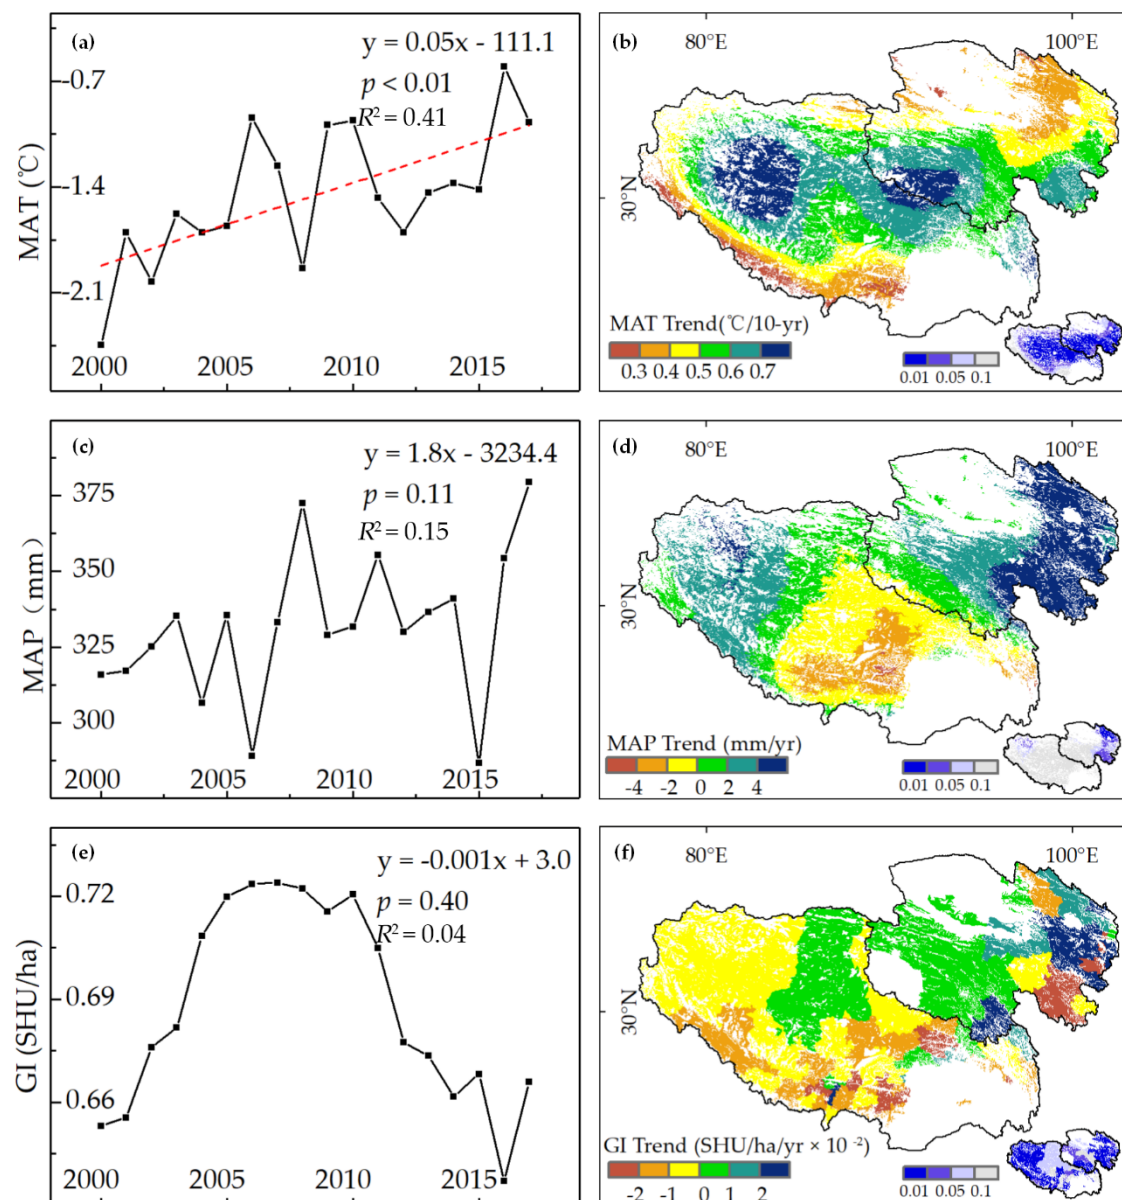 (a)
y = 0.05x - 111.1
p < 0.01
R² = 0.41
MAT (℃)
-0.7
-1.4
-2.1
2000 2005 2010 2015
(b)
80°E 100°E
30°N
MAT Trend(℃/10-yr)
0.3 0.4 0.5 0.6 0.7
0.01 0.05 0.1
(c)
y = 1.8x - 3234.4
p = 0.11
R² = 0.15
MAP (mm)
375
350
325
300
2000 2005 2010 2015
(d)
80°E 100°E
30°N
MAP Trend (mm/yr)
-4 -2 0 2 4
0.01 0.05 0.1
(e)
y = -0.001x + 3.0
p = 0.40
R² = 0.04
GI (SHU/ha)
0.72
0.69
0.66
2000 2005 2010 2015
(f)
80°E 100°E
30°N
GI Trend (SHU/ha/yr × 10 ⁻²)
-2 -1 0 1 2
0.01 0.05 0.1